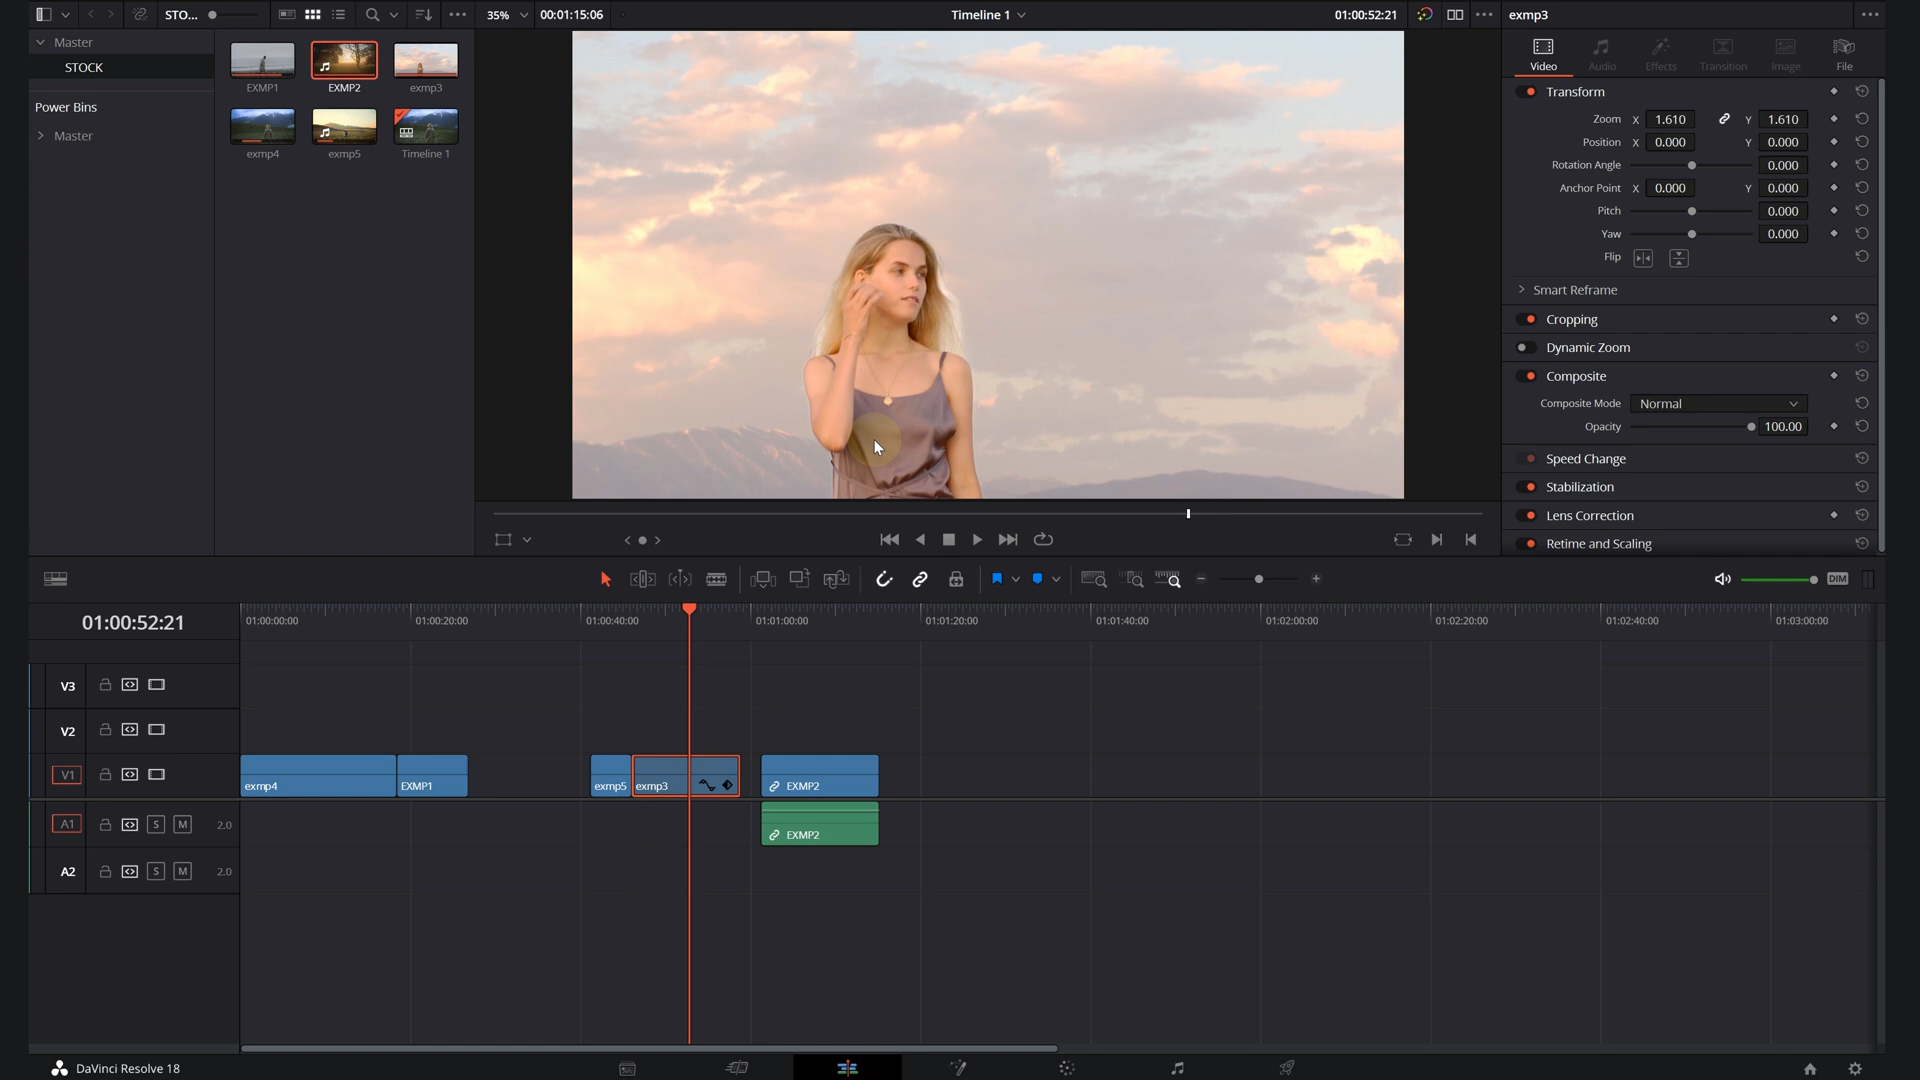 STO...
35%
00:01:15:06
Timeline 1
01:00:52:21
exmp3
Master
STOCK
Power Bins
Master
EXMP1
EXMP2
exmp3
exmp4
exmp5
Timeline 1
Video
Audio
Effects
Transition
Image
File
Transform
Zoom X 1.610 Y 1.610
Position X 0.000 Y 0.000
Rotation Angle 0.000
Anchor Point X 0.000 Y 0.000
Pitch 0.000
Yaw 0.000
Flip
Smart Reframe
Cropping
Dynamic Zoom
Composite
Composite Mode Normal
Opacity 100.00
Speed Change
Stabilization
Lens Correction
Retime and Scaling
DIM
01:00:52:21
01:00:00:00
01:00:20:00
01:00:40:00
01:01:00:00
01:01:20:00
01:01:40:00
01:02:00:00
01:02:20:00
01:02:40:00
01:03:00:00
V3
V2
V1
exmp4
EXMP1
exmp5
exmp3
EXMP2
A1 S M 2.0
EXMP2
A2 S M 2.0
DaVinci Resolve 18